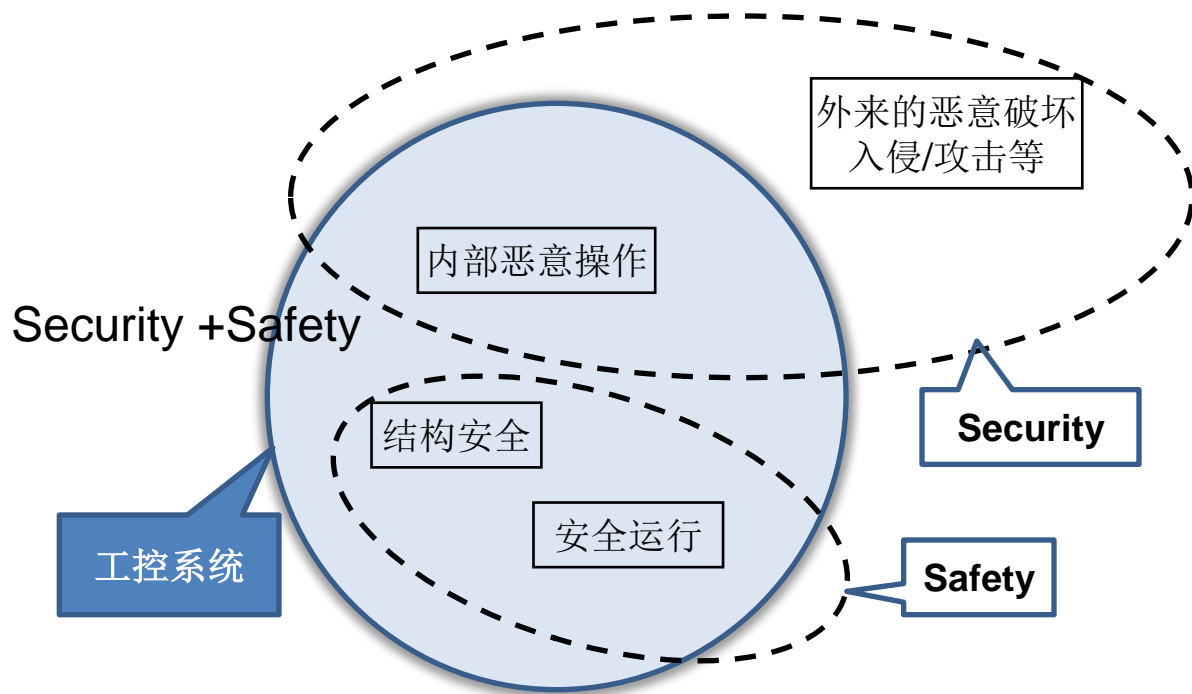 外来的恶意破坏
入侵/攻击等
内部恶意操作
Security +Safety
结构安全
Security
安全运行
工控系统
Safety